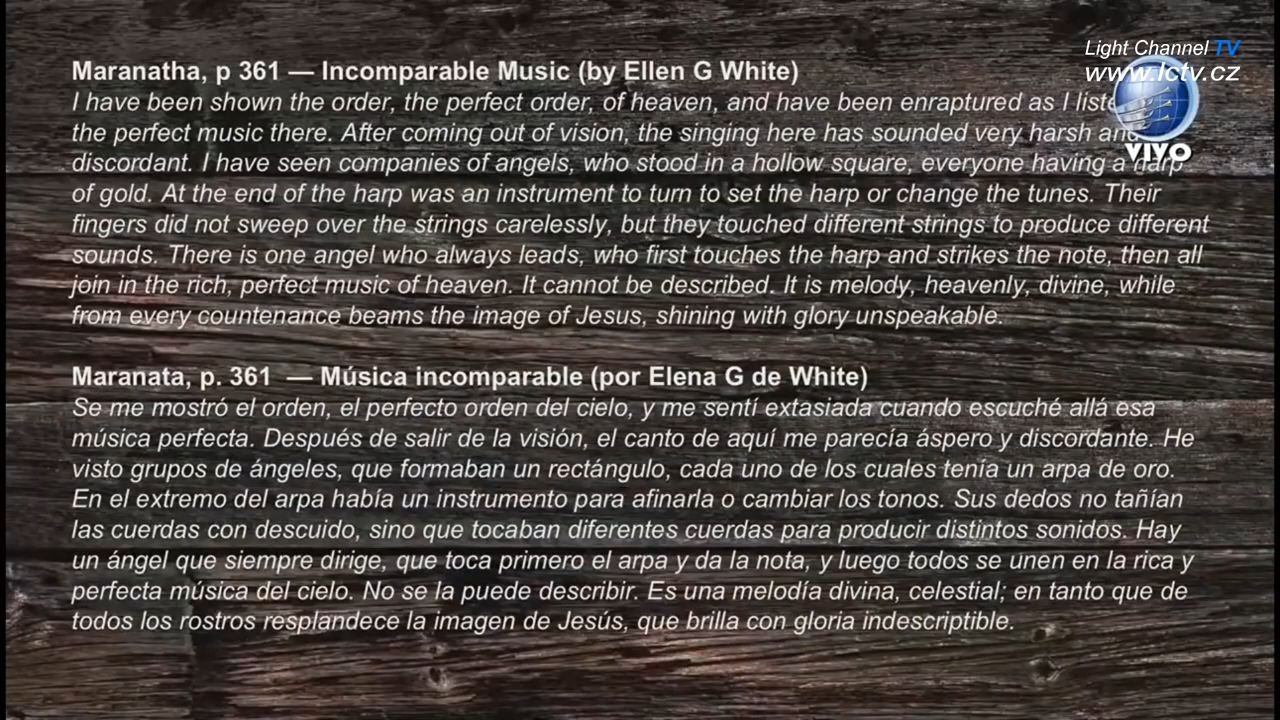 Light Channel TV
www.lctv.cz
VIVO
Maranatha, p 361 — Incomparable Music (by Ellen G White)
I have been shown the order, the perfect order, of heaven, and have been enraptured as I
the perfect music there. After coming out of vision, the singing here has sounded very harsh and
discordant. I have seen companies of angels, who stood in a hollow square, everyone having a harp
of gold. At the end of the harp was an instrument to turn to set the harp or change the tunes. Their
fingers did not sweep over the strings carelessly, but they touched different strings to produce different
sounds. There is one angel who always leads, who first touches the harp and strikes the note, then all
join in the rich, perfect music of heaven. It cannot be described. It is melody, heavenly, divine, while
from every countenance beams the image of Jesus, shining with glory unspeakable.
Maranata, p. 361 — Música incomparable (por Elena G de White)
Se me mostró el orden, el perfecto orden del cielo, y me sentí extasiada cuando escuché allá esa
música perfecta. Después de salir de la visión, el canto de aquí me parecía áspero y discordante. He
visto grupos de ángeles, que formaban un rectángulo, cada uno de los cuales tenía un arpa de oro.
En el extremo del arpa había un instrumento para afinarla o cambiar los tonos. Sus dedos no tañían
las cuerdas con descuido, sino que tocaban diferentes cuerdas para producir distintos sonidos. Hay
un ángel que siempre dirige, que toca primero el arpa y da la nota, y luego todos se unen en la rica y
perfecta música del cielo. No se la puede describir. Es una melodía divina, celestial; en tanto que de
todos los rostros resplandece la imagen de Jesús, que brilla con gloria indescriptible.